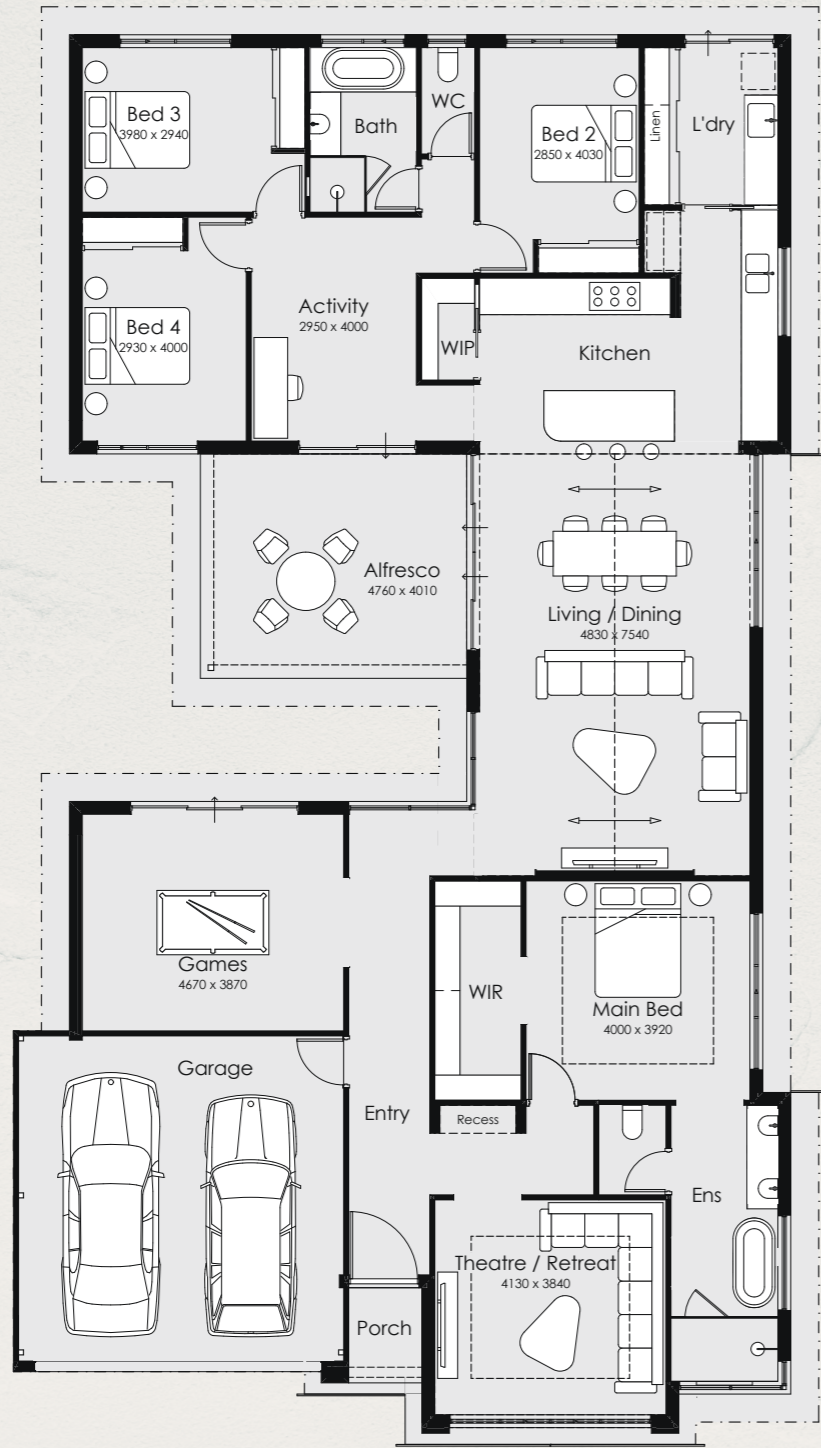 Bed 3
3980 x 2940
Bath
WC
Bed 2
2850 x 4030
Linen
L'dry
Bed 4
2930 x 4000
Activity
2950 x 4000
WIP
Kitchen
Alfresco
4760 x 4010
Living / Dining
4830 x 7540
Games
4670 x 3870
WIR
Main Bed
4000 x 3920
Garage
Entry
Recess
Ens
Theatre / Retreat
4130 x 3840
Porch